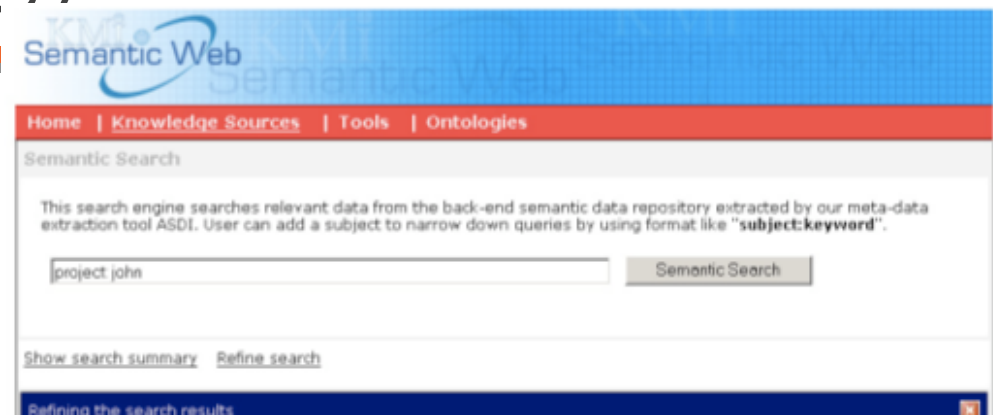 KMi
Semantic Web
Semantic Web
Home | Knowledge Sources | Tools | Ontologies
Semantic Search
This search engine searches relevant data from the back-end semantic data repository extracted by our meta-data
extraction tool ASDI. User can add a subject to narrow down queries by using format like "subject:keyword".
project john
Semantic Search
Show search summary Refine search
Refining the search results